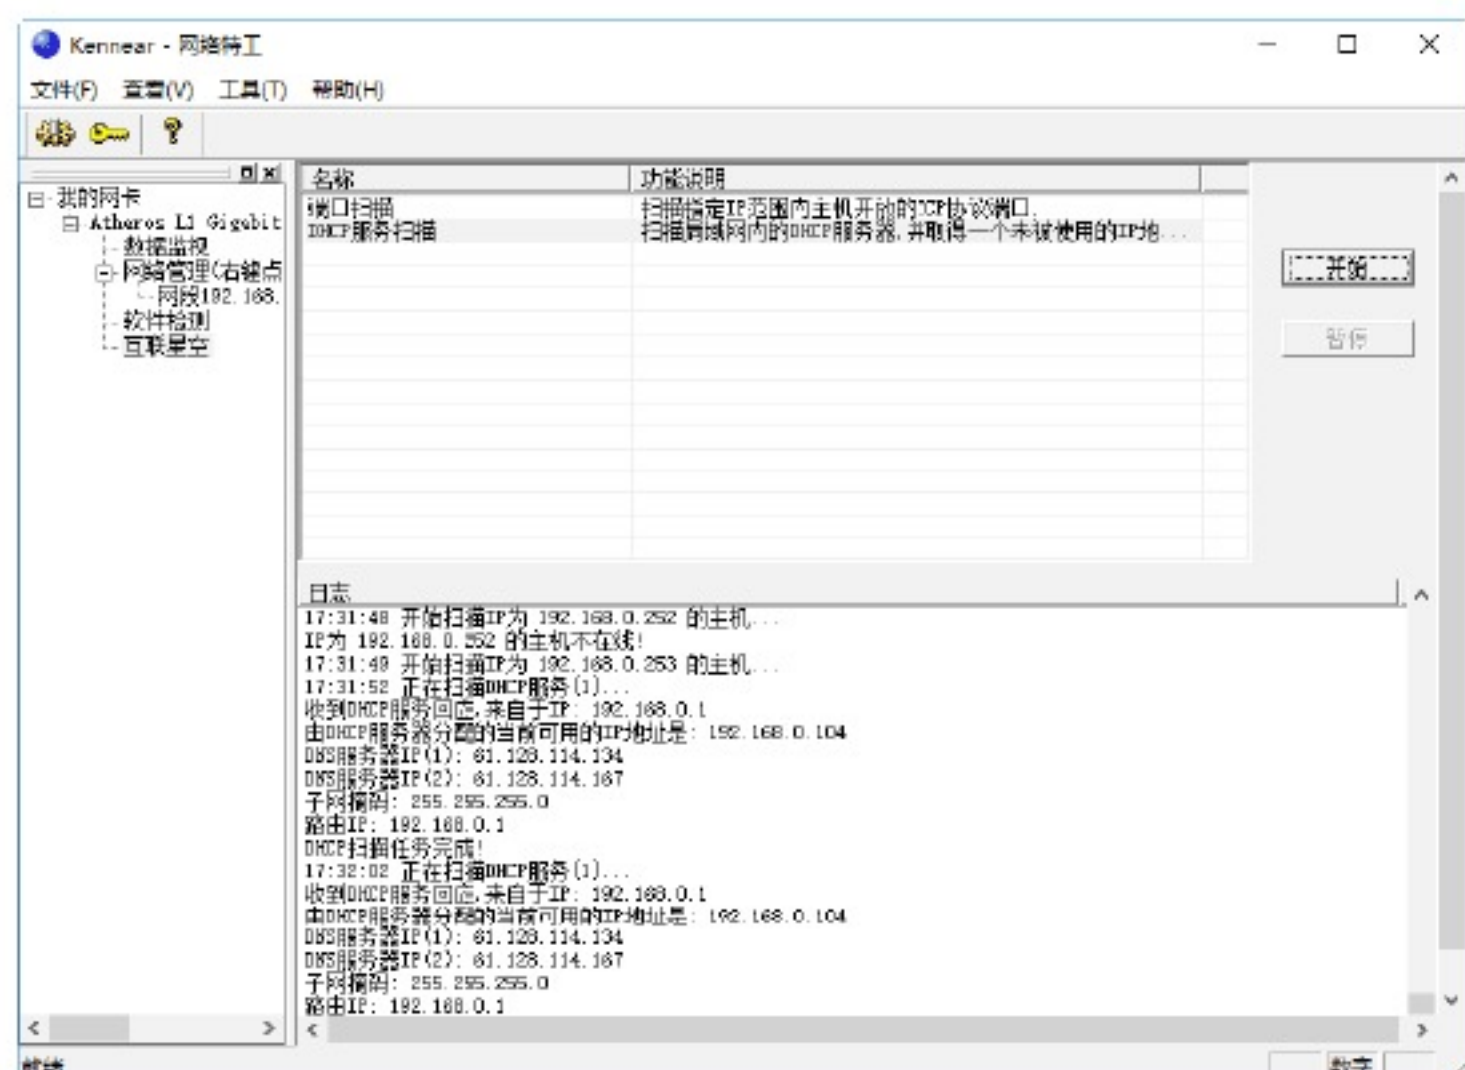 Kennear - 网络特工
文件(F) 查看(V) 工具(T) 帮助(H)
我的网卡
Atheros L1 Gigabit
数据监视
网络管理(右键点
网段192.168.
软件检测
互联星空
名称 功能说明
端口扫描 扫描指定IP范围内主机开放的TCP协议端口.
DHCP服务扫描 扫描局域网内的DHCP服务器,并取得一个未被使用的IP地...
开始
暂停
日志
17:31:48 开始扫描IP为 192.168.0.252 的主机...
IP为 192.168.0.252 的主机不在线!
17:31:49 开始扫描IP为 192.168.0.253 的主机...
17:31:52 正在扫描DHCP服务(1)...
收到DHCP服务回应,来自于IP: 192.168.0.1
由DHCP服务器分配的当前可用的IP地址是: 192.168.0.104
DNS服务器IP(1): 61.128.114.134
DNS服务器IP(2): 61.128.114.167
子网掩码: 255.255.255.0
路由IP: 192.168.0.1
DHCP扫描任务完成!
17:32:02 正在扫描DHCP服务(1)...
收到DHCP服务回应,来自于IP: 192.168.0.1
由DHCP服务器分配的当前可用的IP地址是: 192.168.0.104
DNS服务器IP(1): 61.128.114.134
DNS服务器IP(2): 61.128.114.167
子网掩码: 255.255.255.0
路由IP: 192.168.0.1
就绪 数字